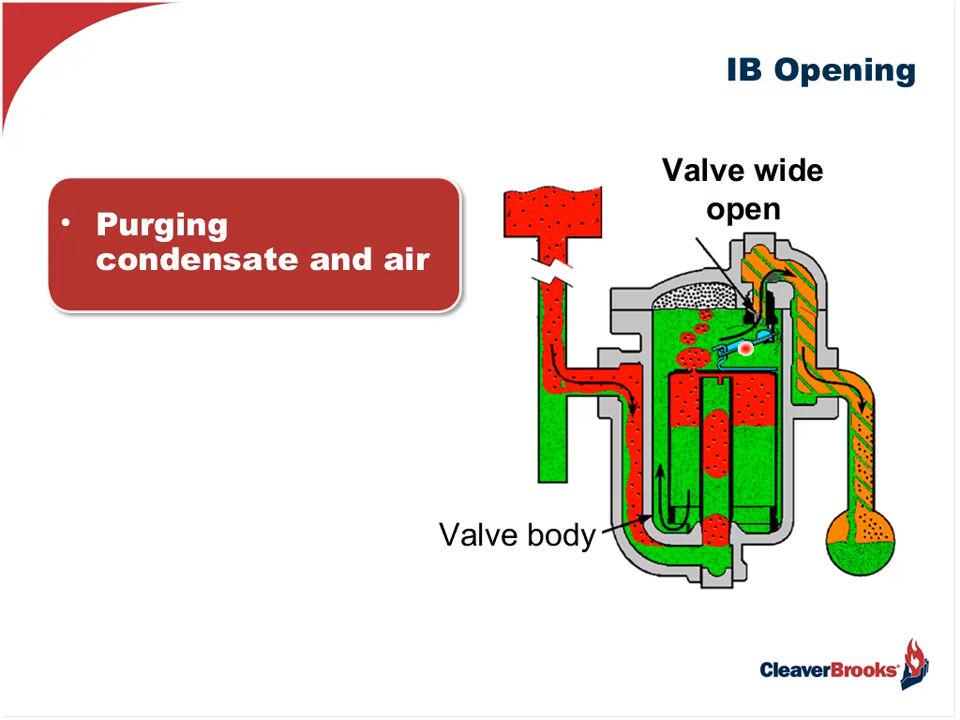 IB Opening
• Purging
condensate and air
Valve wide
open
Valve body
CleaverBrooks®